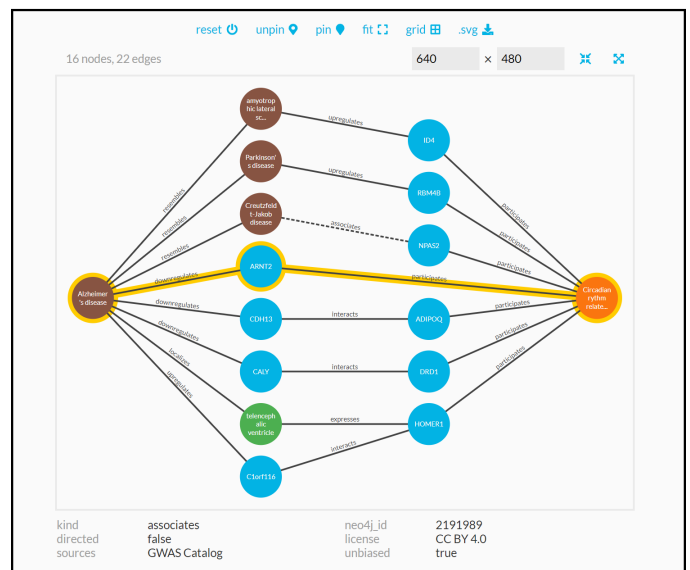 reset unpin pin fit grid .svg
16 nodes, 22 edges 640 × 480
amyotrop
hic lateral
sc...
upregulates
ID4
Parkinson'
s disease
upregulates
RBM4B
resembles
resembles
resembles
Creutzfeld
t-Jakob
disease
associates
NPAS2
participates
participates
participates
downregulates
ARNT2
participates
Alzheimer
's disease
Circadian
rythm
relate...
downregulates
CDH13
interacts
ADIPOQ
participates
downregulates
CALY
interacts
DRD1
participates
localizes
telenceph
alic
ventricle
expresses
HOMER1
participates
upregulates
C1orf116
interacts
kind associates neo4j_id 2191989
directed false license CC BY 4.0
sources GWAS Catalog unbiased true